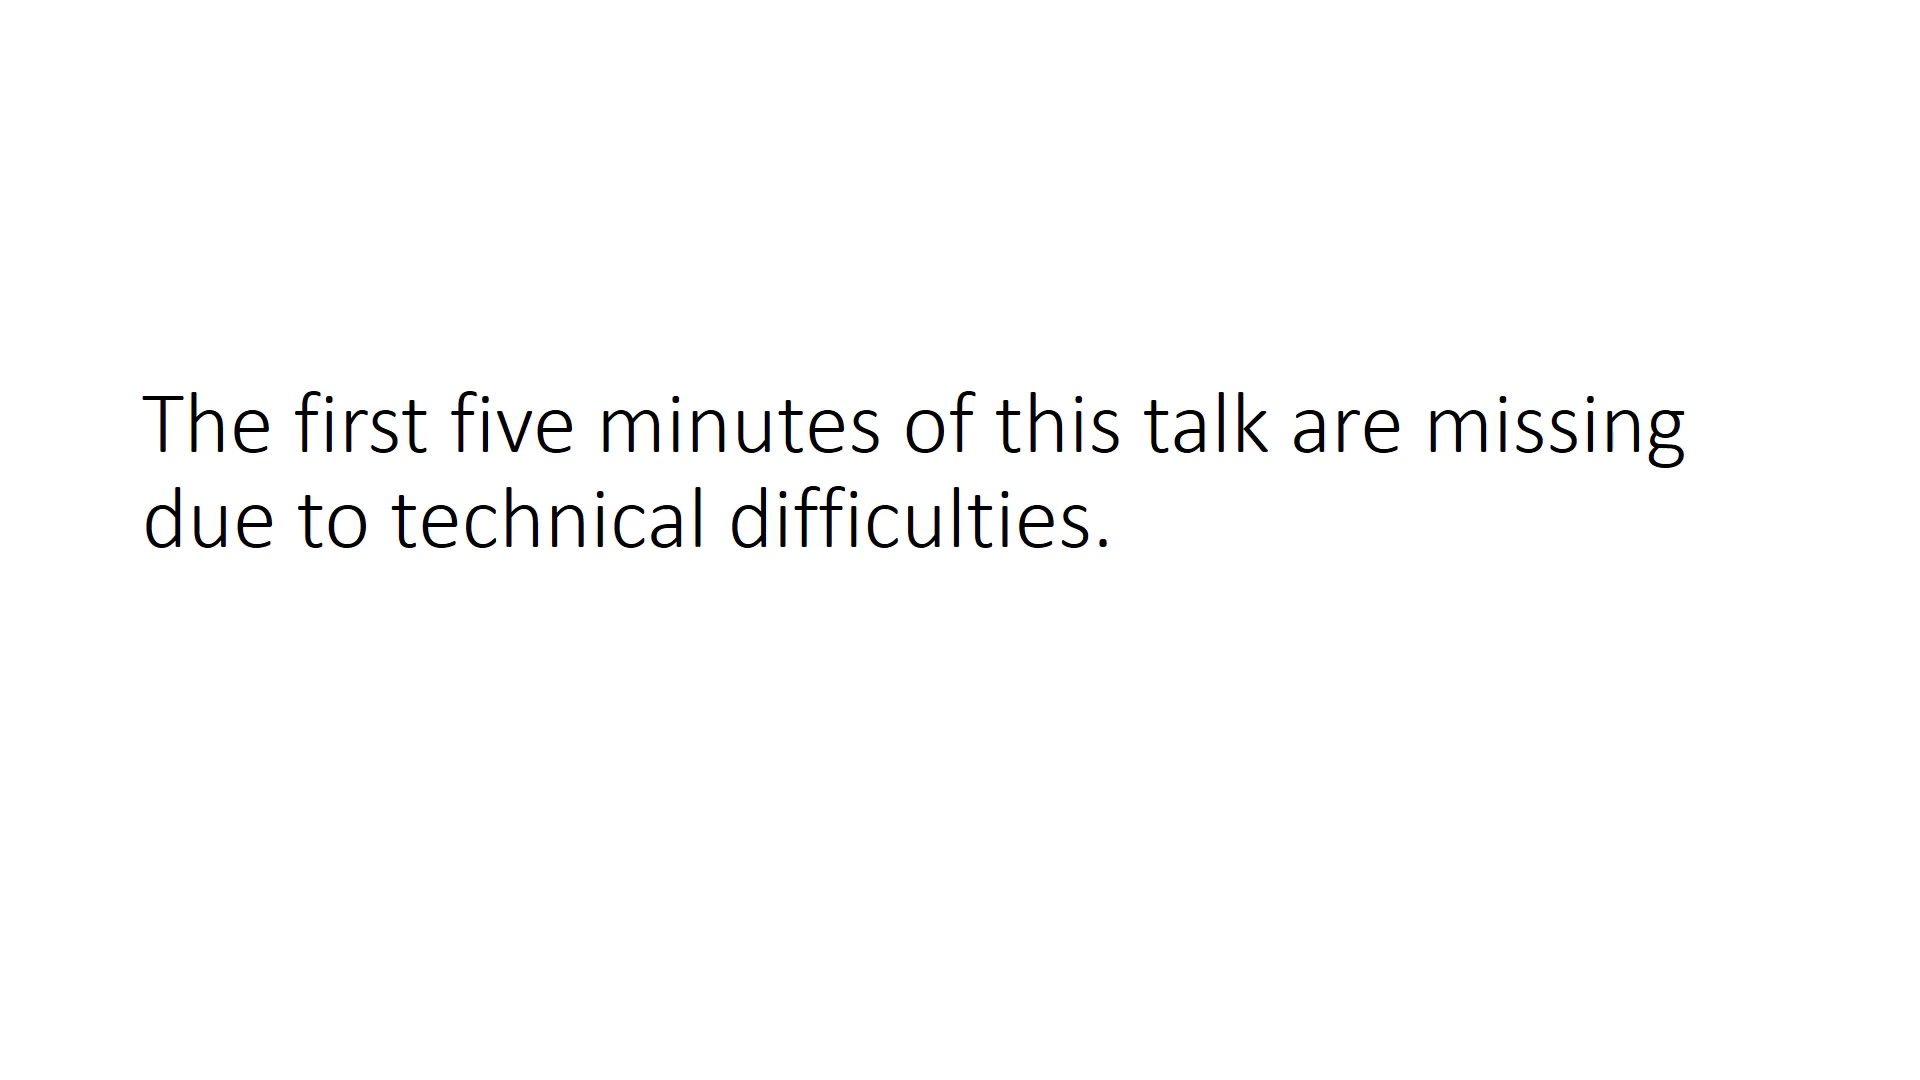 The first five minutes of this talk are missing
due to technical difficulties.